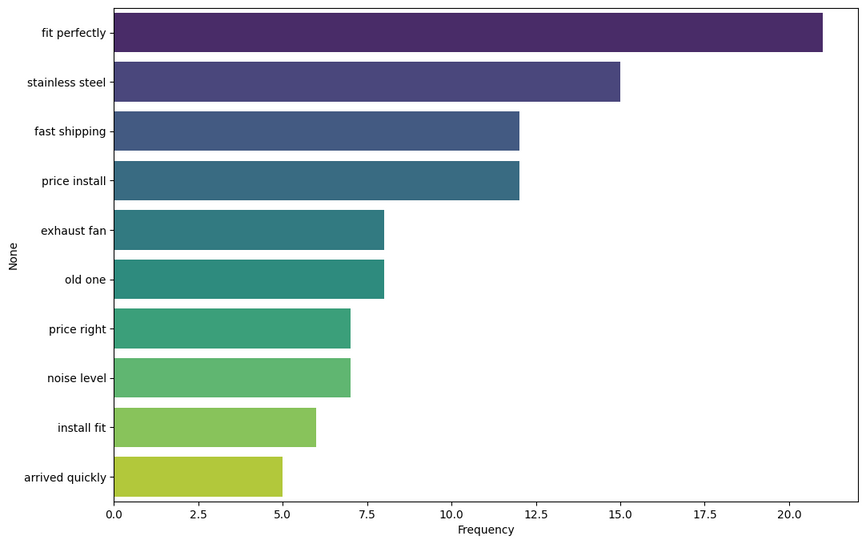 fit perfectly
stainless steel
fast shipping
price install
exhaust fan
old one
price right
noise level
install fit
arrived quickly
None
0.0 2.5 5.0 7.5 10.0 12.5 15.0 17.5 20.0
Frequency